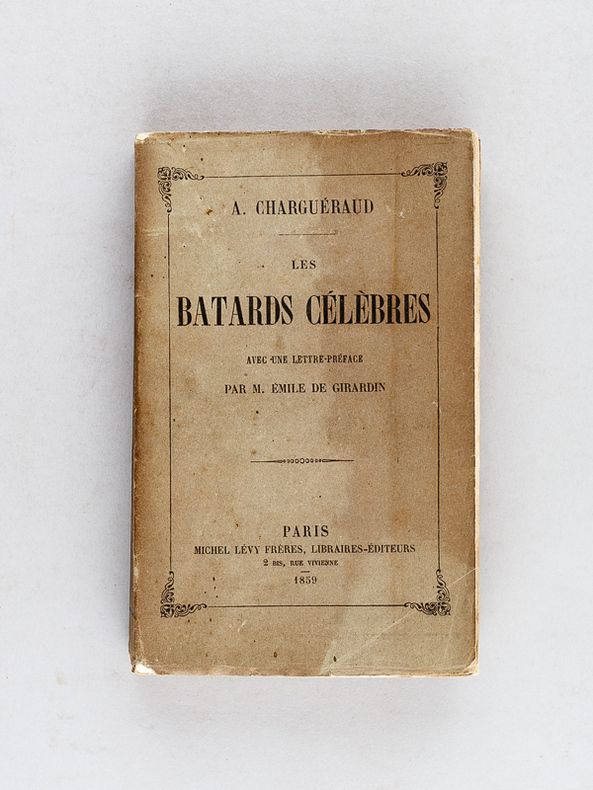 A. CHARGUÉRAUD
LES
BATARDS CÉLÈBRES
AVEC UNE LETTRE-PRÉFACE
PAR M. ÉMILE DE GIRARDIN
PARIS
MICHEL LÉVY FRÈRES, LIBRAIRES-ÉDITEURS
2 BIS, RUE VIVIENNE
1859